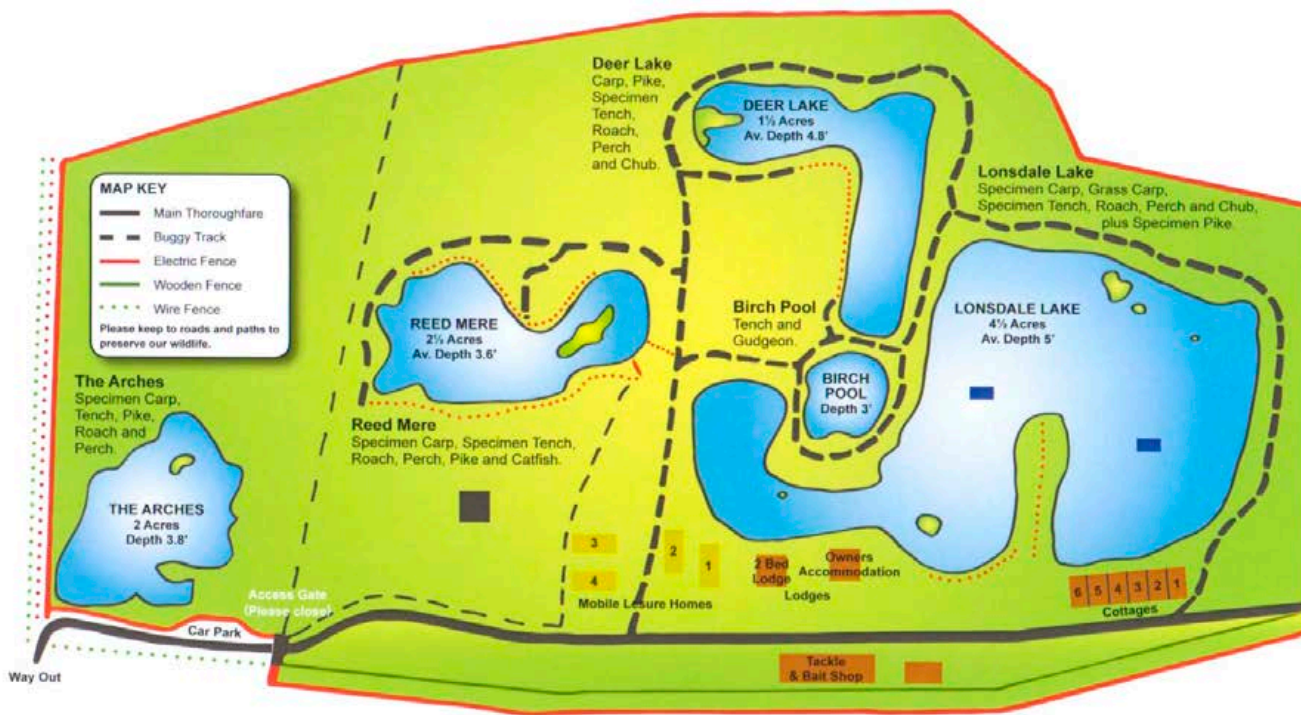 Deer Lake
Carp, Pike,
Specimen
Tench,
Roach,
Perch
and Chub.
DEER LAKE
1½ Acres
Av. Depth 4.8'
MAP KEY
Main Thoroughfare
Buggy Track
Electric Fence
Wooden Fence
Wire Fence
Please keep to roads and paths to
preserve our wildlife.
Lonsdale Lake
Specimen Carp, Grass Carp,
Specimen Tench, Roach, Perch and Chub,
plus Specimen Pike.
LONSDALE LAKE
4½ Acres
Av. Depth 5'
REED MERE
2½ Acres
Av. Depth 3.6'
Birch Pool
Tench and
Gudgeon.
BIRCH
POOL
Depth 3'
The Arches
Specimen Carp,
Tench, Pike,
Roach and
Perch.
Reed Mere
Specimen Carp, Specimen Tench,
Roach, Perch, Pike and Catfish.
THE ARCHES
2 Acres
Depth 3.8'
3
4
2
1
Mobile Lesure Homes
2 Bed
Lodge
Owners
Accommodation
Lodges
6 5 4 3 2 1
Cottages
Access Gate
(Please close)
Car Park
Way Out
Tackle
& Bait Shop